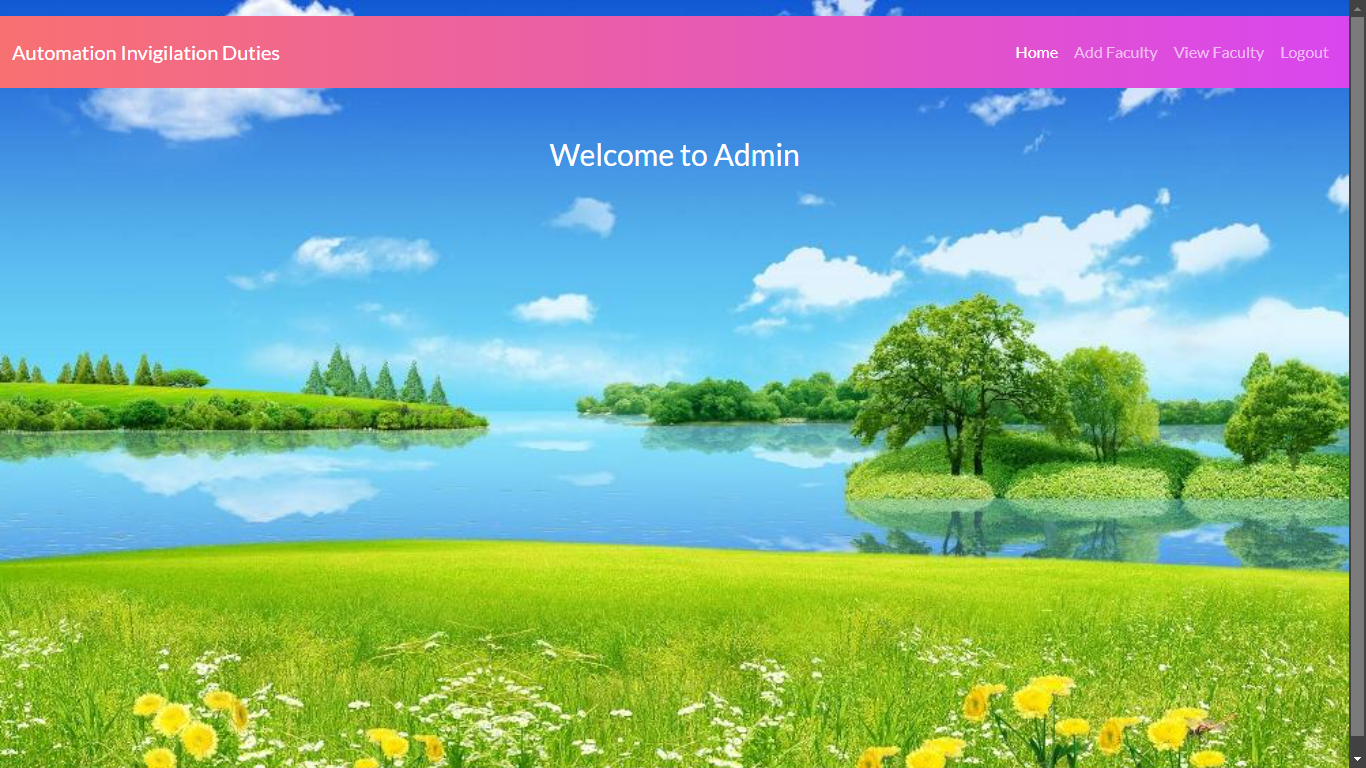 Automation Invigilation Duties
Home Add Faculty View Faculty Logout
Welcome to Admin